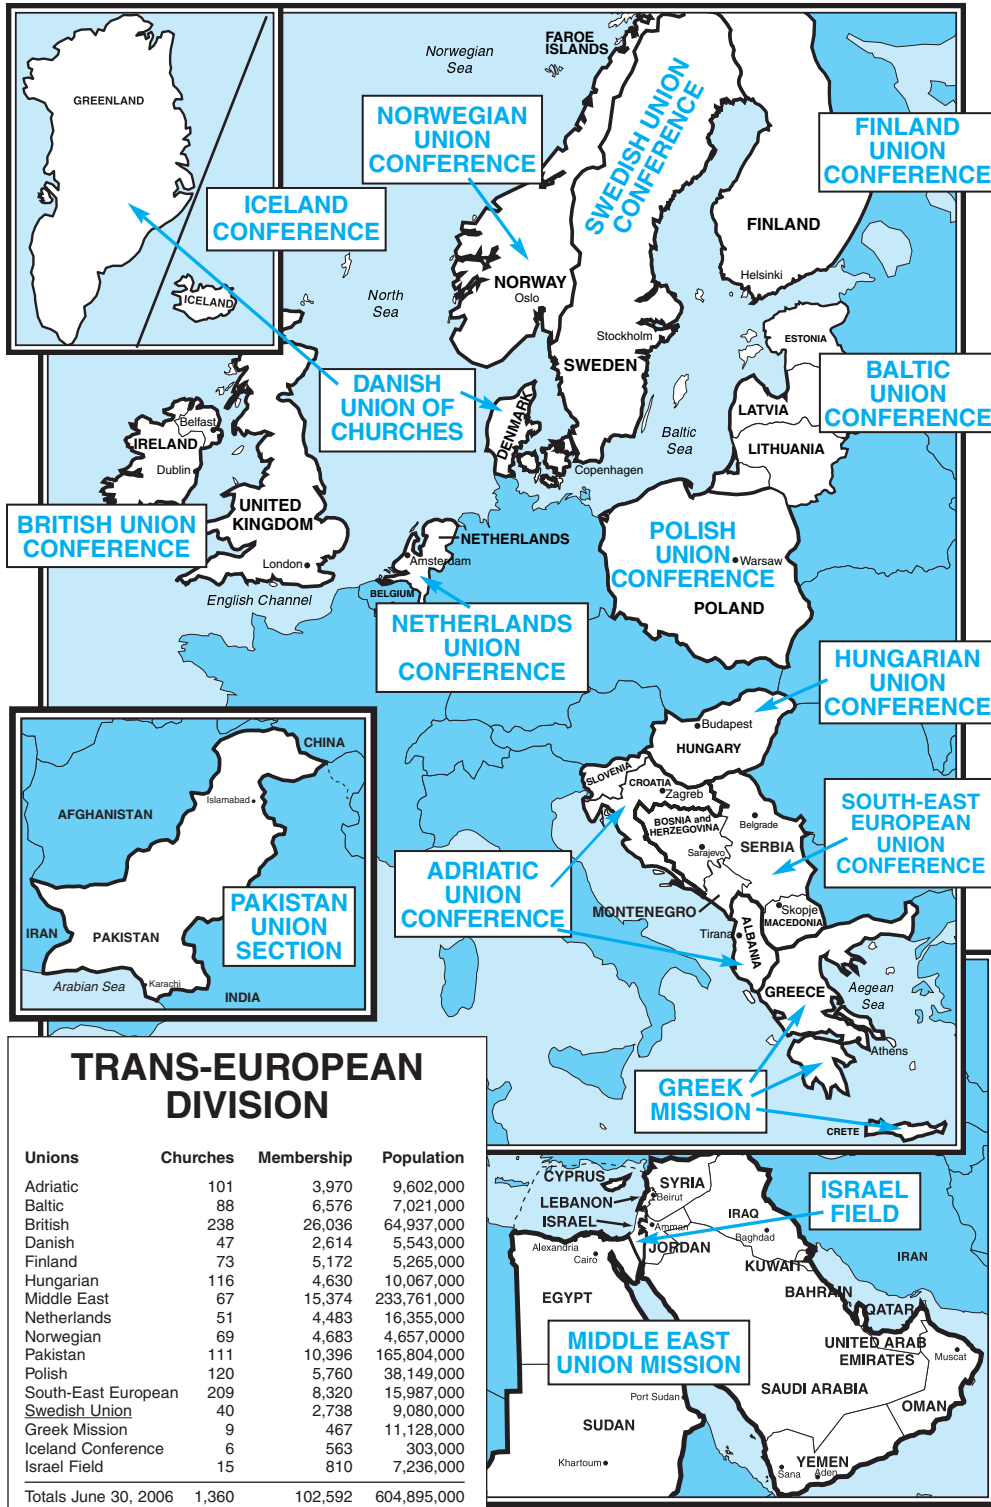 GREENLAND
ICELAND
ICELAND
CONFERENCE
Norwegian
Sea
FAROE
ISLANDS
NORWEGIAN
UNION
CONFERENCE
SWEDISH UNION
CONFERENCE
FINLAND
UNION
CONFERENCE
FINLAND
Helsinki
NORWAY
Oslo
North
Sea
Stockholm
SWEDEN
ESTONIA
BALTIC
UNION
CONFERENCE
LATVIA
LITHUANIA
Baltic
Sea
DANISH
UNION OF
CHURCHES
DENMARK
Copenhagen
Belfast
IRELAND
Dublin
UNITED
KINGDOM
London
BRITISH UNION
CONFERENCE
English Channel
NETHERLANDS
Amsterdam
BELGIUM
NETHERLANDS
UNION
CONFERENCE
POLISH
UNION
CONFERENCE
Warsaw
POLAND
HUNGARIAN
UNION
CONFERENCE
Budapest
HUNGARY
SLOVENIA
CROATIA
Zagreb
BOSNIA and
HERZEGOVINA
Sarajevo
Belgrade
SERBIA
SOUTH-EAST
EUROPEAN
UNION
CONFERENCE
ADRIATIC
UNION
CONFERENCE
MONTENEGRO
Skopje
MACEDONIA
Tirana
ALBANIA
GREECE
Aegean
Sea
Athens
GREEK
MISSION
CRETE
CHINA
Islamabad
AFGHANISTAN
PAKISTAN
UNION
SECTION
IRAN
PAKISTAN
Arabian Sea
Karachi
INDIA
TRANS-EUROPEAN
DIVISION
Unions Churches Membership Population
Adriatic 101 3,970 9,602,000
Baltic 88 6,576 7,021,000
British 238 26,036 64,937,000
Danish 47 2,614 5,543,000
Finland 73 5,172 5,265,000
Hungarian 116 4,630 10,067,000
Middle East 67 15,374 233,761,000
Netherlands 51 4,483 16,355,000
Norwegian 69 4,683 4,657,0000
Pakistan 111 10,396 165,804,000
Polish 120 5,760 38,149,000
South-East European 209 8,320 15,987,000
Swedish Union 40 2,738 9,080,000
Greek Mission 9 467 11,128,000
Iceland Conference 6 563 303,000
Israel Field 15 810 7,236,000
Totals June 30, 2006 1,360 102,592 604,895,000
CYPRUS
SYRIA
LEBANON
Beirut
ISRAEL
Amman
IRAQ
Baghdad
ISRAEL
FIELD
Alexandria
Cairo
JORDAN
KUWAIT
IRAN
EGYPT
BAHRAIN
QATAR
MIDDLE EAST
UNION MISSION
UNITED ARAB
EMIRATES
Muscat
Port Sudan
SAUDI ARABIA
OMAN
SUDAN
Khartoum
YEMEN
Sana
Aden